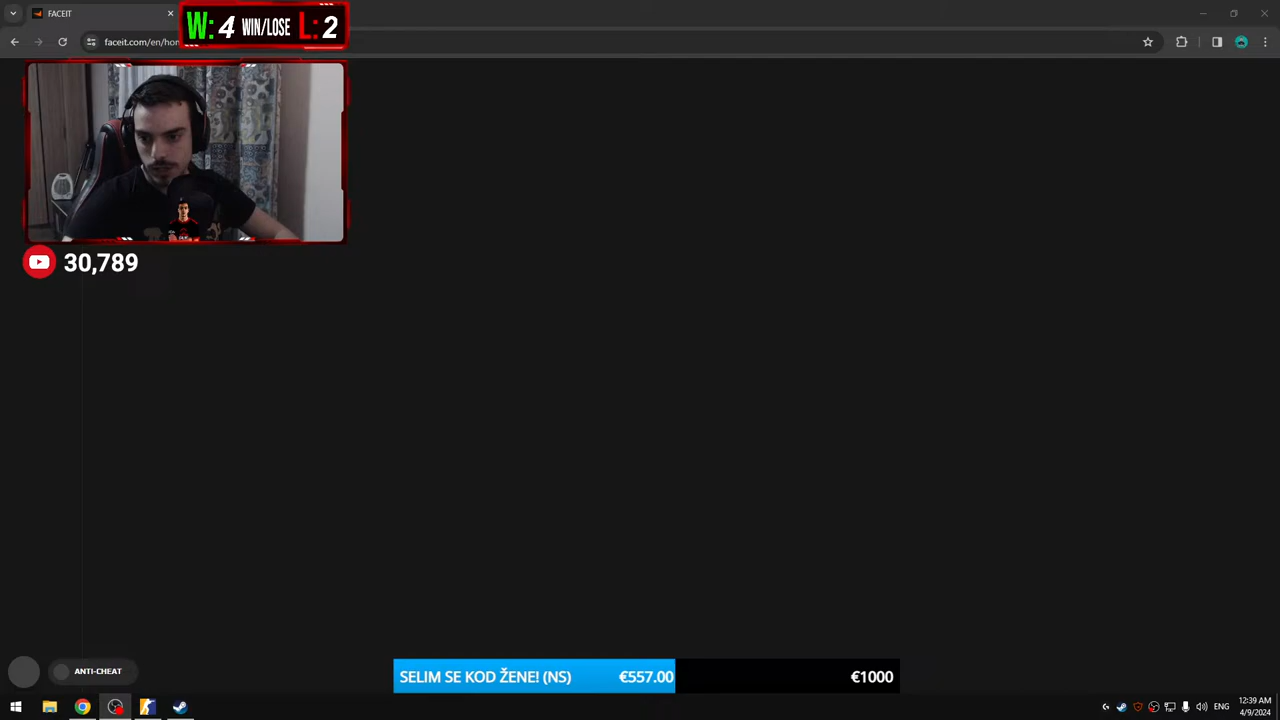 FACEIT
W: 4 WIN/LOSE L: 2
faceit.com/en/hon
30,789
ANTI-CHEAT
SELIM SE KOD ŽENE! (NS) €557.00 €1000
ENG
12:39 AM
4/9/2024